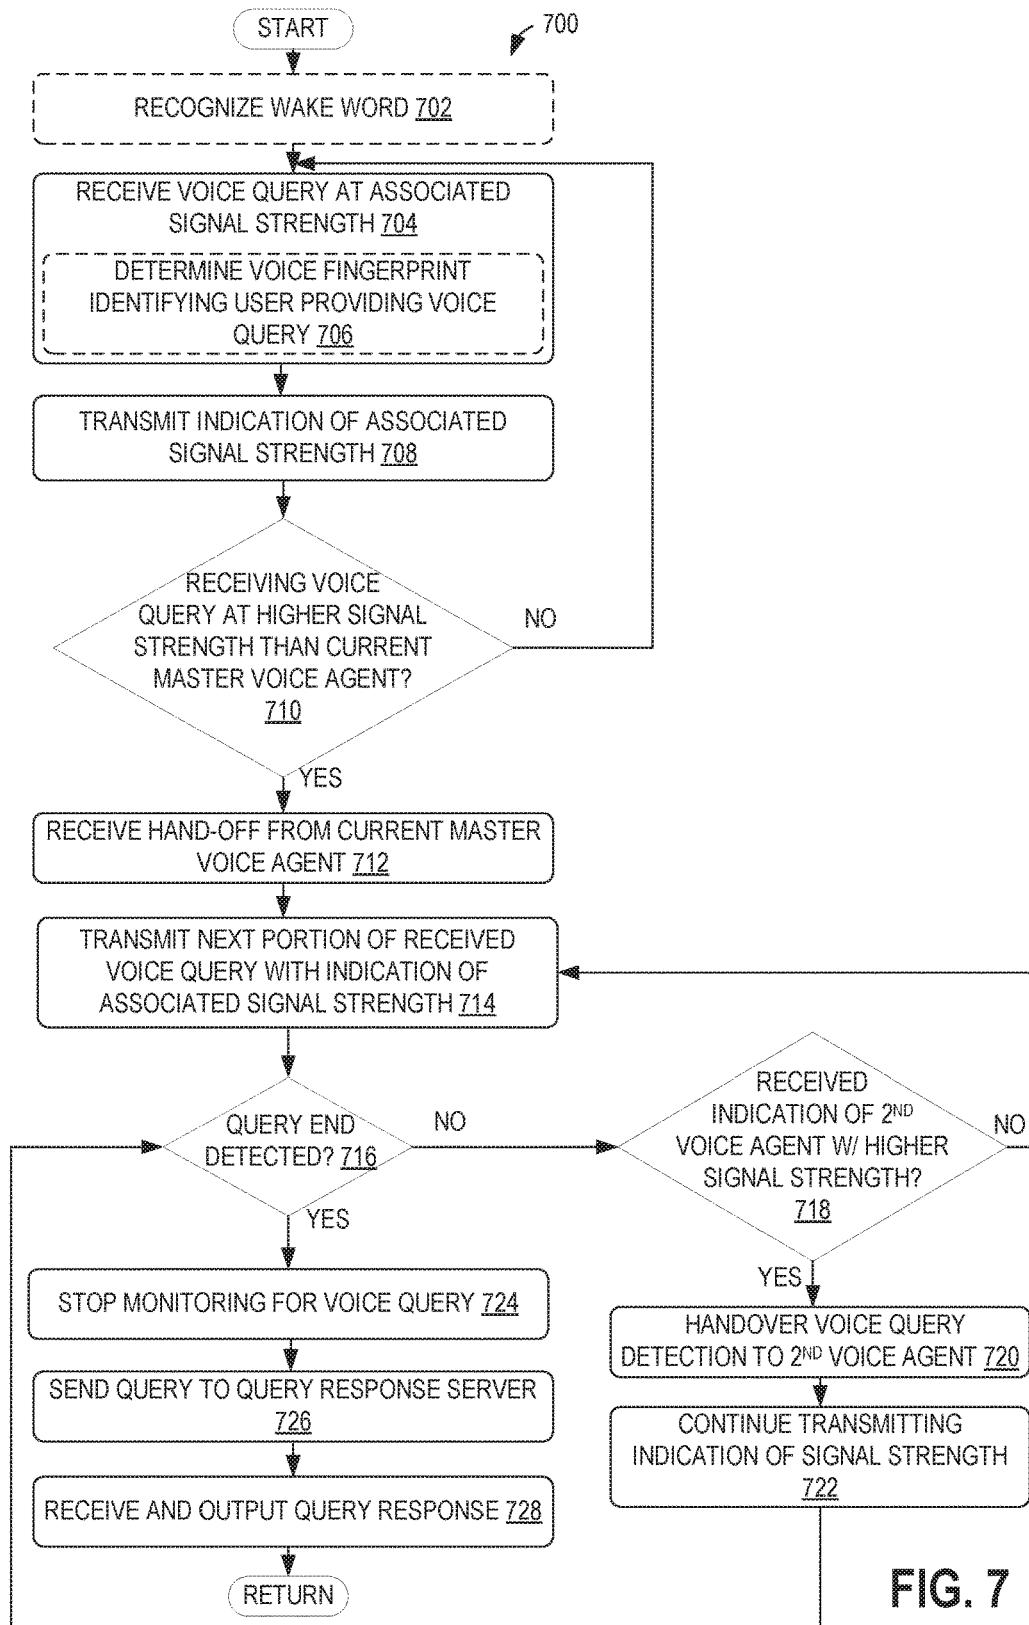 START
700
RECOGNIZE WAKE WORD 702
RECEIVE VOICE QUERY AT ASSOCIATED
SIGNAL STRENGTH 704
DETERMINE VOICE FINGERPRINT
IDENTIFYING USER PROVIDING VOICE
QUERY 706
TRANSMIT INDICATION OF ASSOCIATED
SIGNAL STRENGTH 708
RECEIVING VOICE
QUERY AT HIGHER SIGNAL
STRENGTH THAN CURRENT
MASTER VOICE AGENT?
710
NO
YES
RECEIVE HAND-OFF FROM CURRENT MASTER
VOICE AGENT 712
TRANSMIT NEXT PORTION OF RECEIVED
VOICE QUERY WITH INDICATION OF
ASSOCIATED SIGNAL STRENGTH 714
QUERY END
DETECTED? 716
NO
YES
RECEIVED
INDICATION OF 2ND
VOICE AGENT W/ HIGHER
SIGNAL STRENGTH?
718
NO
YES
STOP MONITORING FOR VOICE QUERY 724
SEND QUERY TO QUERY RESPONSE SERVER
726
RECEIVE AND OUTPUT QUERY RESPONSE 728
RETURN
HANDOVER VOICE QUERY
DETECTION TO 2ND VOICE AGENT 720
CONTINUE TRANSMITTING
INDICATION OF SIGNAL STRENGTH
722
FIG. 7